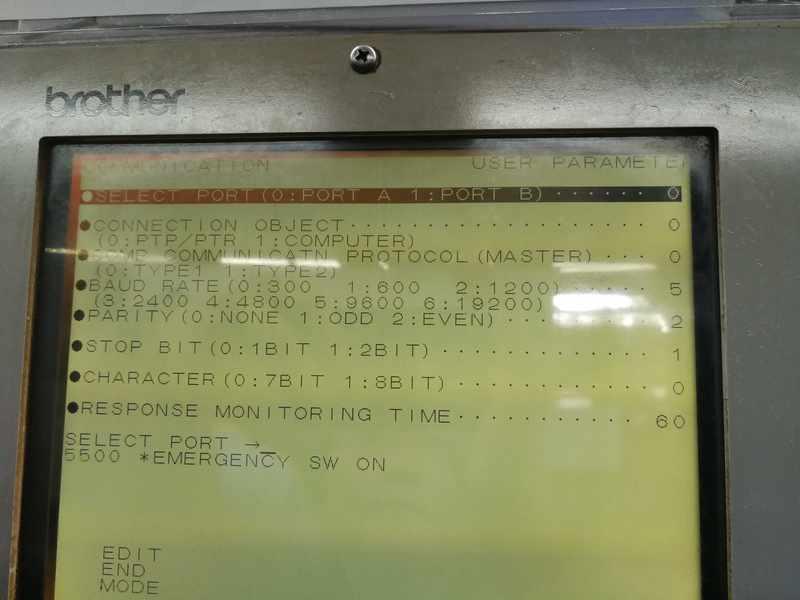 brother
COMMUNICATION USER PARAMETER
●SELECT PORT(0:PORT A 1:PORT B)······0
●CONNECTION OBJECT··················0
(0:PTP/PTR 1:COMPUTER)
COMMUNICATN PROTOCOL(MASTER)···0
(0:TYPE1 1:TYPE2)
●BAUD RATE(0:300 1:600 2:1200)·····5
(3:2400 4:4800 5:9600 6:19200)
●PARITY(0:NONE 1:ODD 2:EVEN)·········2
●STOP BIT(0:1BIT 1:2BIT)·············1
●CHARACTER(0:7BIT 1:8BIT)············0
●RESPONSE MONITORING TIME···········60
SELECT PORT →_
5500 *EMERGENCY SW ON
EDIT
END
MODE